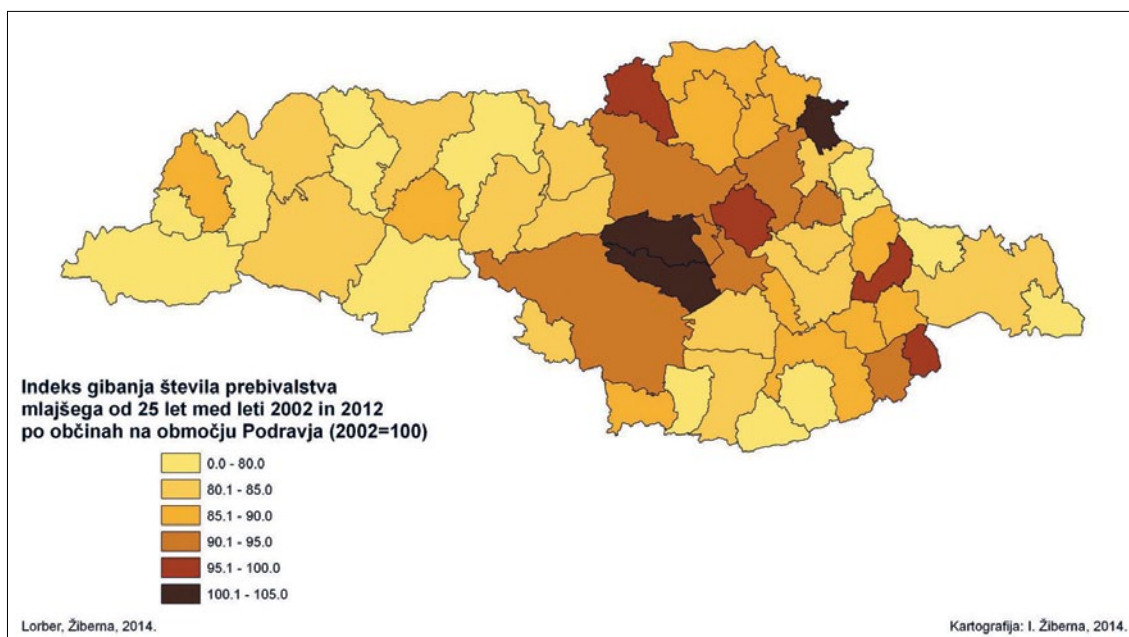 Indeks gibanja števila prebivalstva
mlajšega od 25 let med leti 2002 in 2012
po občinah na območju Podravja (2002=100)
0.0 - 80.0
80.1 - 85.0
85.1 - 90.0
90.1 - 95.0
95.1 - 100.0
100.1 - 105.0
Lorber, Žiberna, 2014.
Kartografija: I. Žiberna, 2014.